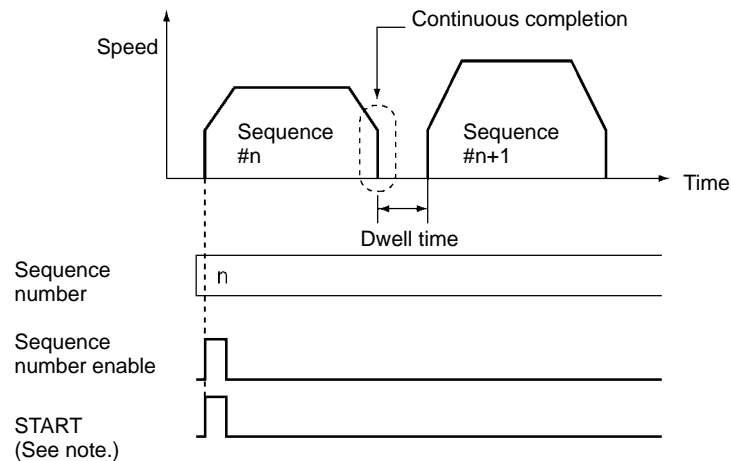 Continuous completion
Speed
Sequence
#n
Sequence
#n+1
Time
Dwell time
Sequence
number
n
Sequence
number enable
START
(See note.)